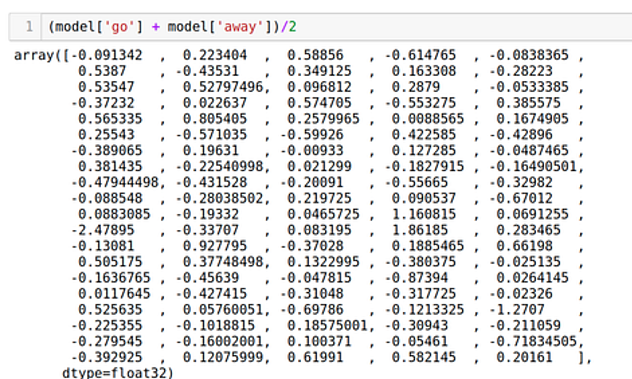 1 (model['go'] + model['away'])/2
array([-0.091342 , 0.223404 , 0.58856 , -0.614765 , -0.0838365 ,
0.5387 , -0.43531 , 0.349125 , 0.163308 , -0.28223 ,
0.53547 , 0.52797496, 0.096812 , 0.2879 , -0.0533385 ,
-0.37232 , 0.022637 , 0.574705 , -0.553275 , 0.385575 ,
0.565335 , 0.805405 , 0.2579965 , 0.0088565 , 0.1674905 ,
0.25543 , -0.571035 , -0.59926 , 0.422585 , -0.42896 ,
-0.389065 , 0.19631 , -0.00933 , 0.127285 , -0.0487465 ,
0.381435 , -0.22540998, 0.021299 , -0.1827915 , -0.16490501,
-0.47944498, -0.431528 , -0.20091 , -0.55665 , -0.32982 ,
-0.088548 , -0.28038502, 0.219725 , 0.090537 , -0.67012 ,
0.0883085 , -0.19332 , 0.0465725 , 1.160815 , 0.0691255 ,
-2.47895 , -0.33707 , 0.083195 , 1.86185 , 0.283465 ,
-0.13081 , 0.927795 , -0.37028 , 0.1885465 , 0.66198 ,
0.505175 , 0.37748498, 0.1322995 , -0.380375 , -0.025135 ,
-0.1636765 , -0.45639 , -0.047815 , -0.87394 , 0.0264145 ,
0.0117645 , -0.427415 , -0.31048 , -0.317725 , -0.02326 ,
0.525635 , 0.05760051, -0.69786 , -0.1213325 , -1.2707 ,
-0.225355 , -0.1018815 , 0.18575001, -0.30943 , -0.211059 ,
-0.279545 , -0.16002001, 0.100371 , -0.05461 , -0.71834505,
-0.392925 , 0.12075999, 0.61991 , 0.582145 , 0.20161 ],
dtype=float32)